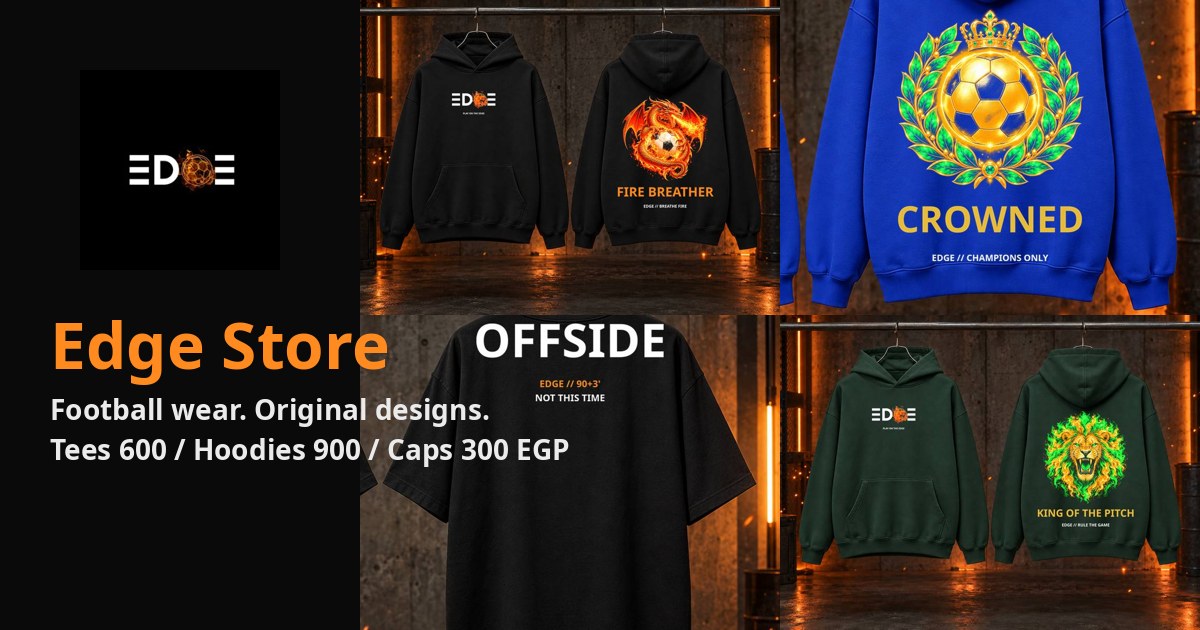 EDGE
Edge Store
Football wear. Original designs.
Tees 600 / Hoodies 900 / Caps 300 EGP
EDGE
FIRE BREATHER
EDGE // BREATHE FIRE
CROWNED
EDGE // CHAMPIONS ONLY
OFFSIDE
EDGE // 90+3'
NOT THIS TIME
EDGE
KING OF THE PITCH
EDGE // RULE THE GAME